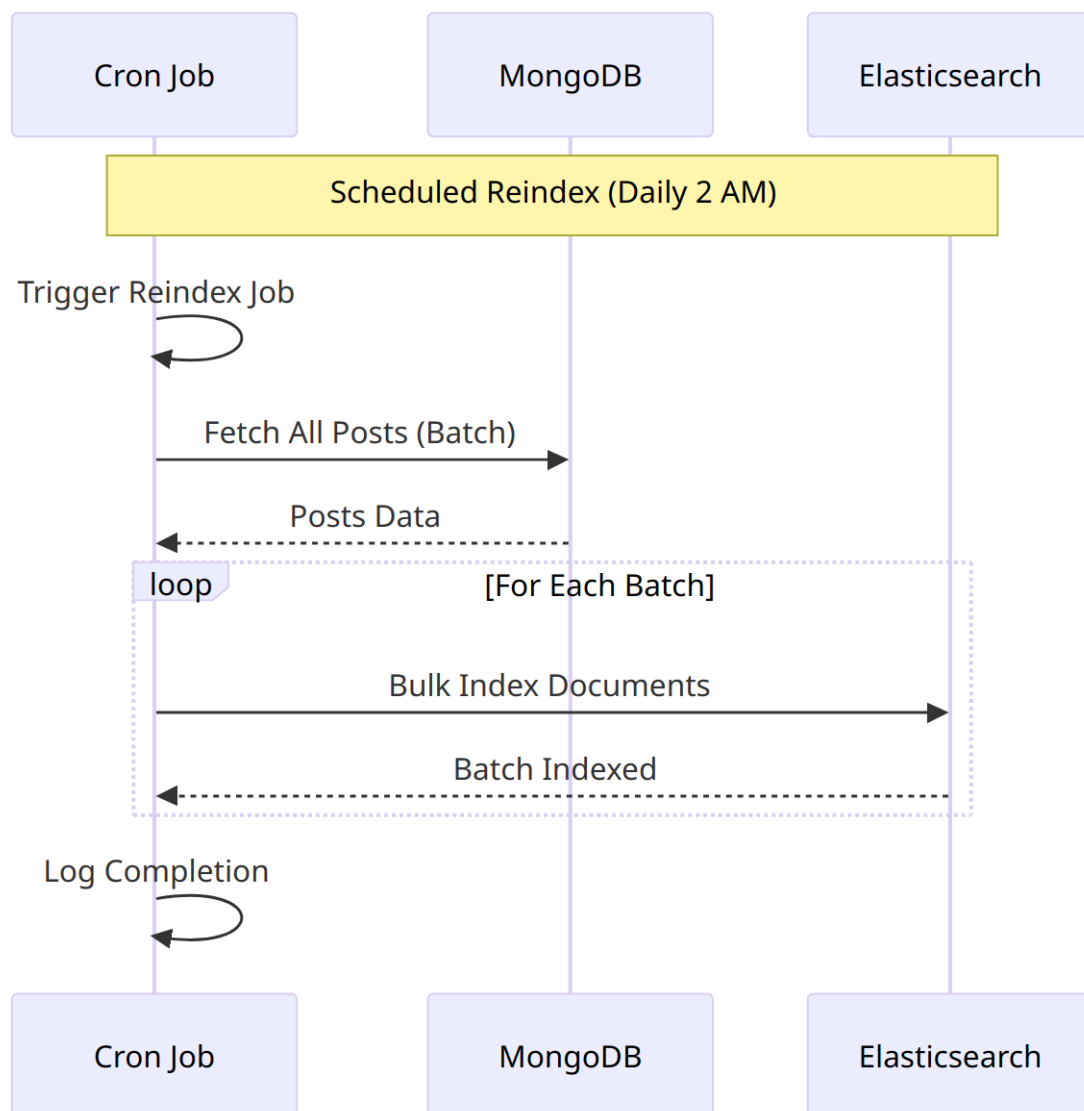 Cron Job
MongoDB
Elasticsearch
Scheduled Reindex (Daily 2 AM)
Trigger Reindex Job
Fetch All Posts (Batch)
Posts Data
loop
[For Each Batch]
Bulk Index Documents
Batch Indexed
Log Completion
Cron Job
MongoDB
Elasticsearch